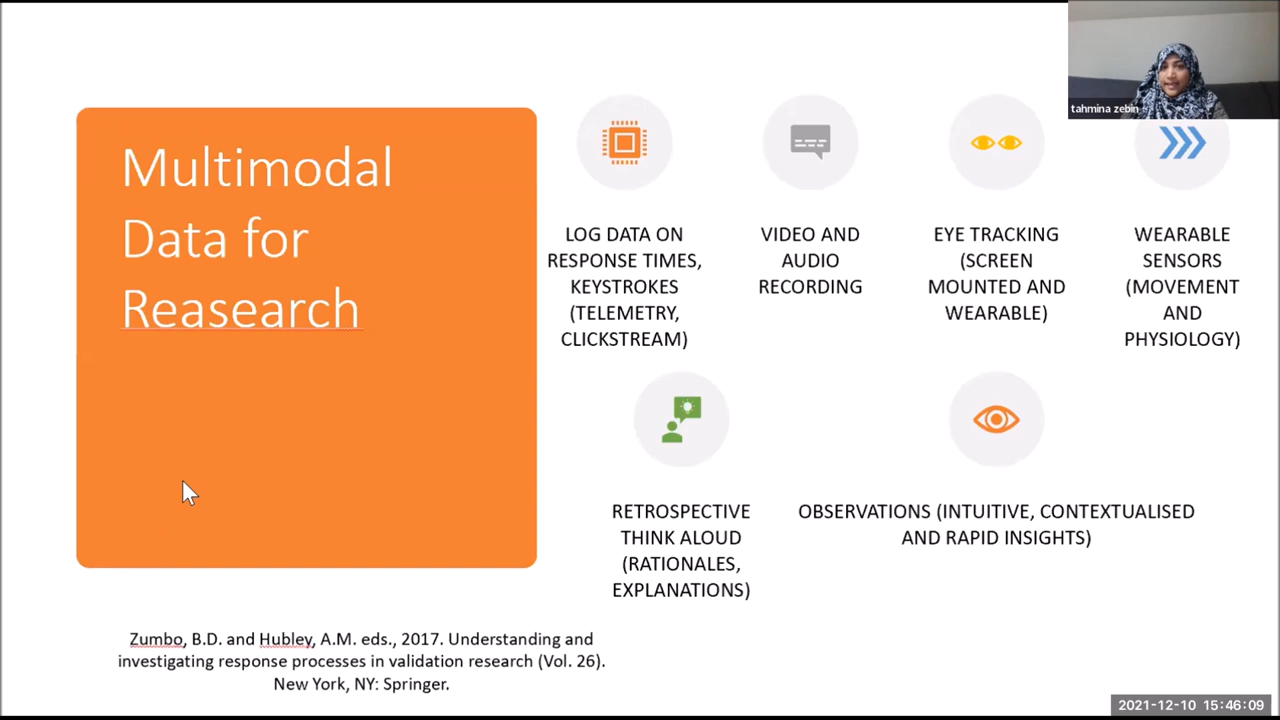 Multimodal
Data for
Reasearch
tahmina zebin
LOG DATA ON
RESPONSE TIMES,
KEYSTROKES
(TELEMETRY,
CLICKSTREAM)
VIDEO AND
AUDIO
RECORDING
EYE TRACKING
(SCREEN
MOUNTED AND
WEARABLE)
WEARABLE
SENSORS
(MOVEMENT
AND
PHYSIOLOGY)
RETROSPECTIVE
THINK ALOUD
(RATIONALES,
EXPLANATIONS)
OBSERVATIONS (INTUITIVE, CONTEXTUALISED
AND RAPID INSIGHTS)
Zumbo, B.D. and Hubley, A.M. eds., 2017. Understanding and
investigating response processes in validation research (Vol. 26).
New York, NY: Springer.
2021-12-10 15:46:09